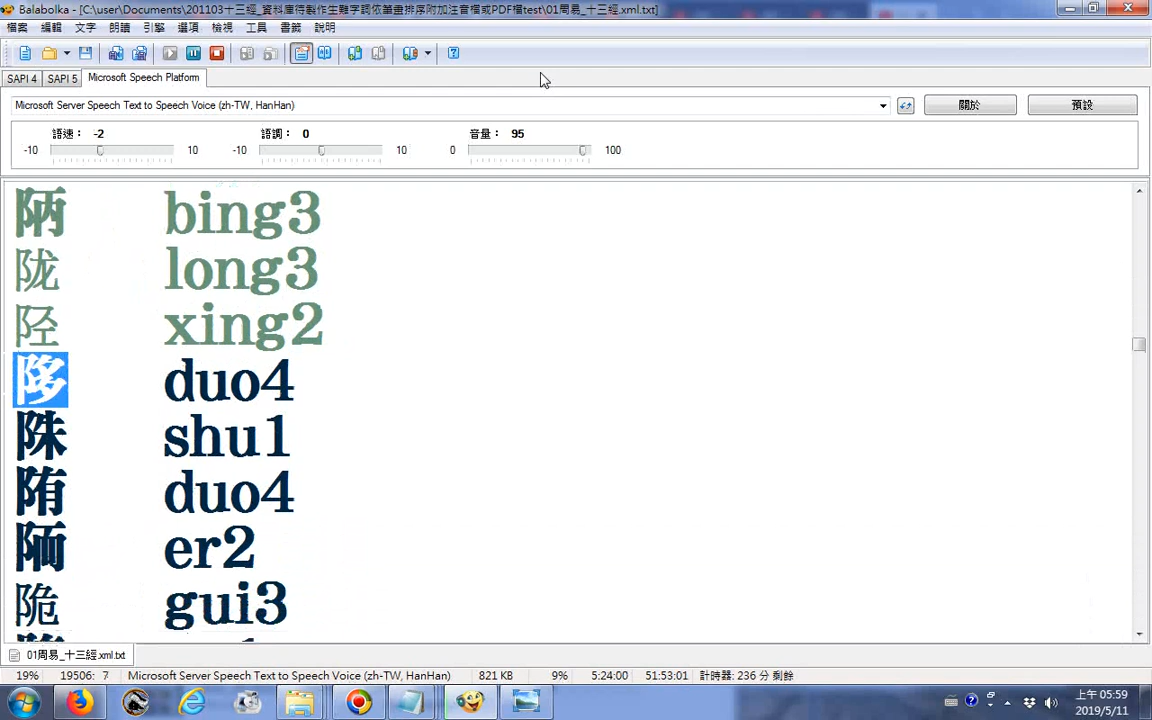 Balabolka - [C:\user\Documents\201103十三經_資料庫待製作生難字詞依筆畫排序附加注音檔或PDF檔test\01周易_十三經.xml.txt]
檔案 編輯 文字 朗讀 引擎 選項 檢視 工具 書籤 說明
SAPI 4 SAPI 5 Microsoft Speech Platform
Microsoft Server Speech Text to Speech Voice (zh-TW, HanHan) 關於 預設
語速： -2 語調： 0 音量： 95
-10 10 -10 10 0 100
陃 bing3
陇 long3
陉 xing2
陊 duo4
陎 shu1
陏 duo4
陑 er2
陒 gui3
01周易_十三經.xml.txt
19% 19506: 7 Microsoft Server Speech Text to Speech Voice (zh-TW, HanHan) 821 KB 9% 5:24:00 51:53:01 計時器: 236 分 剩餘
上午 05:59
2019/5/11